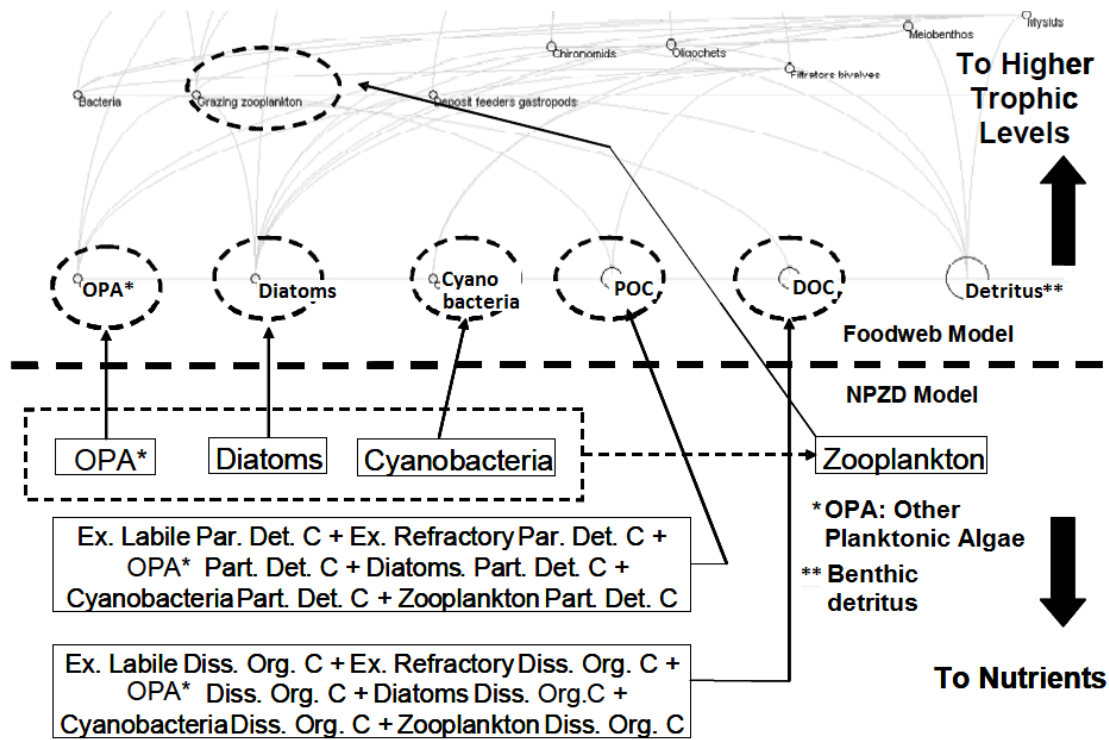 Mysids
Meiobenthos
Chironomids
Oligochets
Filtrators bivalves
Bacteria
Grazing zooplankton
Deposit feeders gastropods
To Higher
Trophic
Levels
OPA*
Diatoms
Cyano
bacteria
POC
DOC
Detritus**
Foodweb Model
NPZD Model
OPA*
Diatoms
Cyanobacteria
Zooplankton
Ex. Labile Par. Det. C + Ex. Refractory Par. Det. C +
OPA* Part. Det. C + Diatoms. Part. Det. C +
Cyanobacteria Part. Det. C + Zooplankton Part. Det. C
* OPA: Other
Planktonic Algae
** Benthic
detritus
Ex. Labile Diss. Org. C + Ex. Refractory Diss. Org. C +
OPA* Diss. Org. C + Diatoms Diss. Org.C +
Cyanobacteria Diss. Org. C + Zooplankton Diss. Org. C
To Nutrients